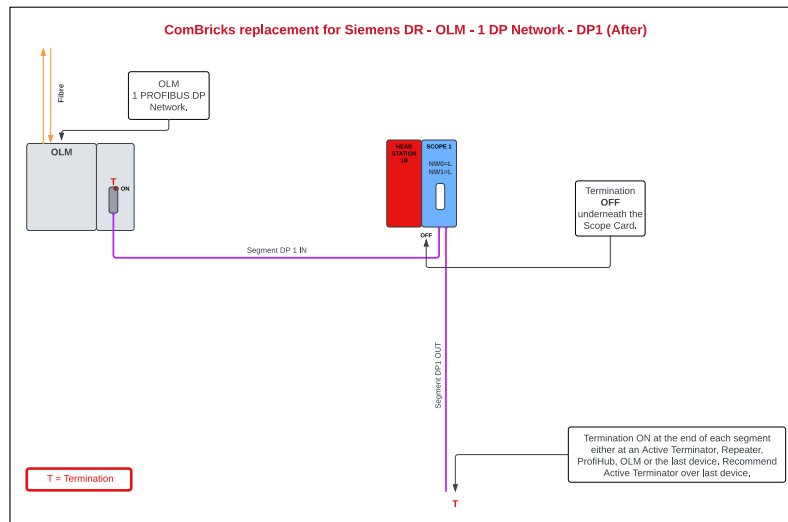 ComBricks replacement for Siemens DR - OLM - 1 DP Network - DP1 (After)
Fibre
OLM
1 PROFIBUS DP
Network.
OLM
T
ON
HEAD
STATION
1B
SCOPE 1
NW0=L
NW1=L
Termination
OFF
underneath the
Scope Card.
OFF
Segment DP 1 IN
Segment DP1 OUT
Termination ON at the end of each segment
either at an Active Terminator, Repeater,
ProfiHub, OLM or the last device. Recommend
Active Terminator over last device.
T = Termination
T